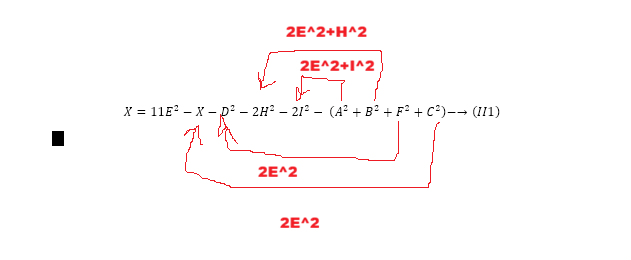 2E^2+H^2
2E^2+I^2
X = 11E² − X − D² − 2H² − 2I² − (A² + B² + F² + C²)−→ (II1)
2E^2
2E^2